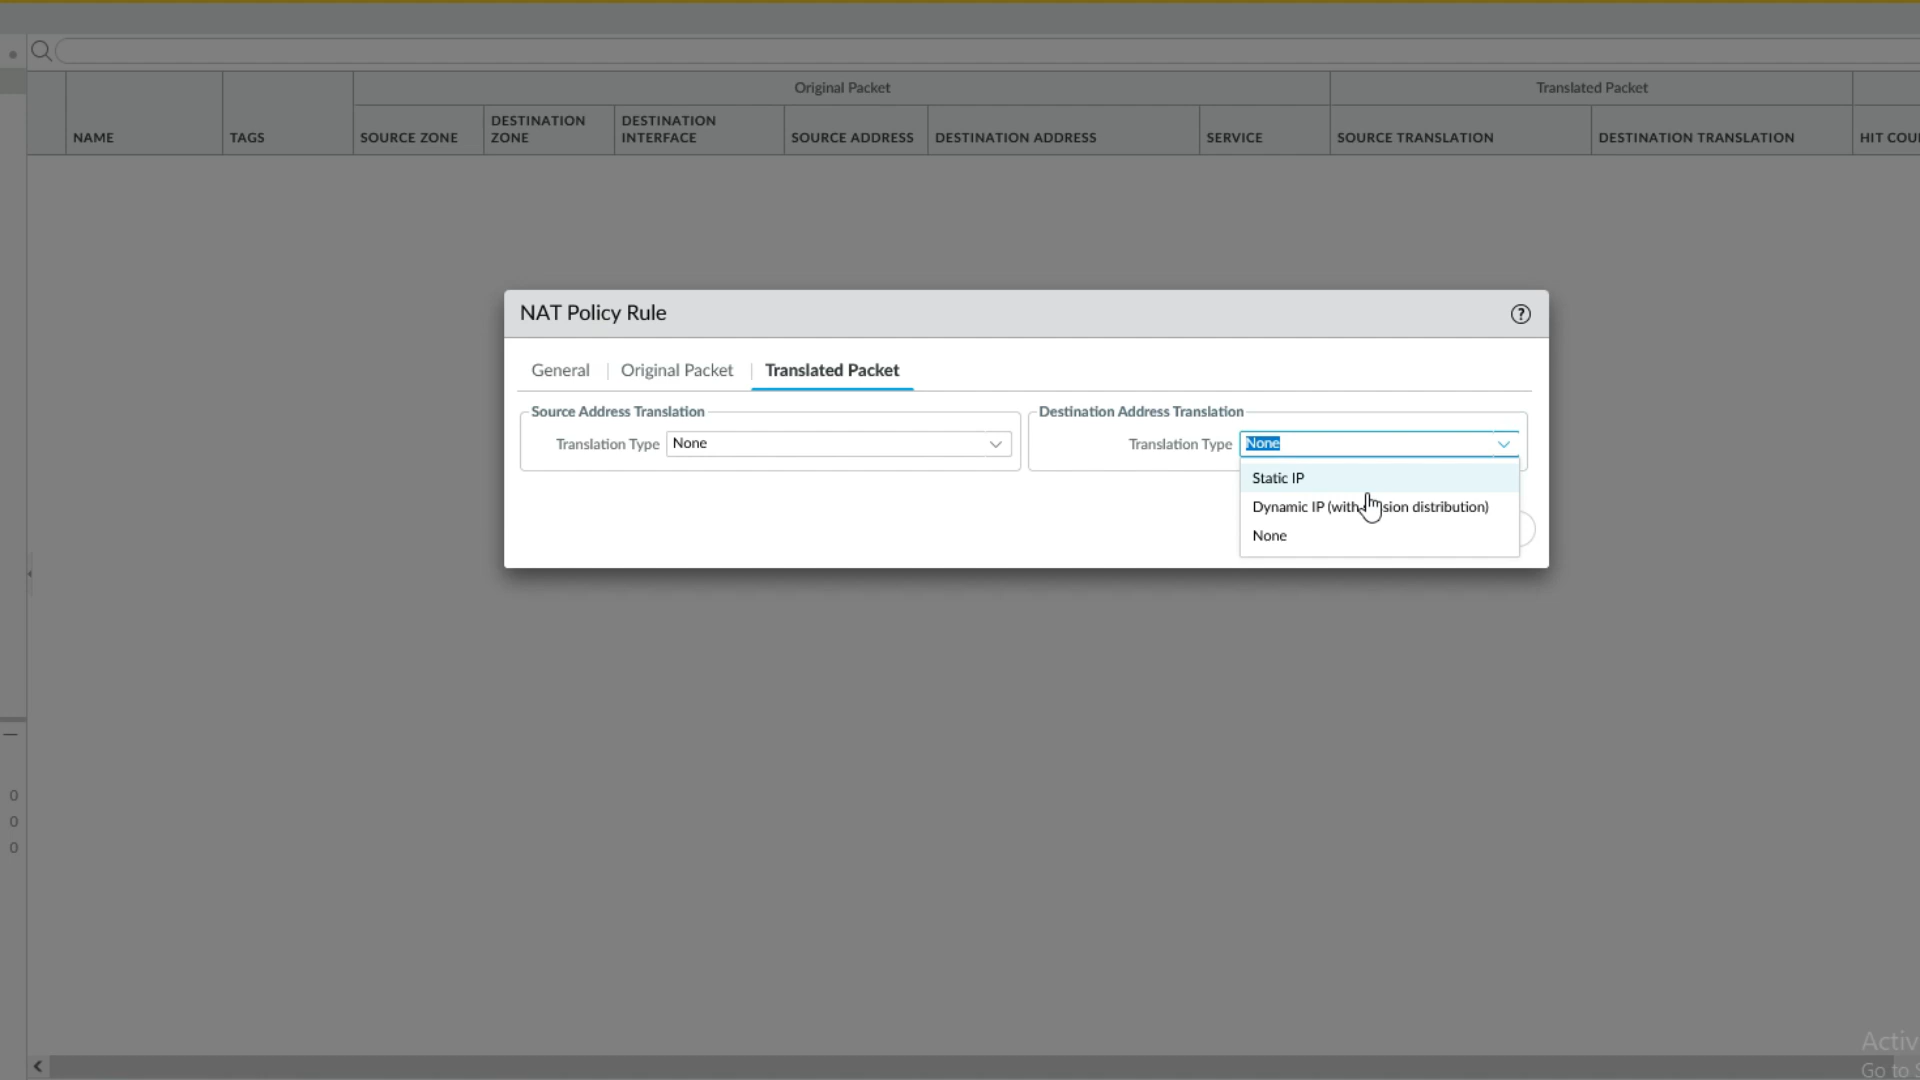 Original Packet
Translated Packet
NAME
TAGS
SOURCE ZONE
DESTINATION
ZONE
DESTINATION
INTERFACE
SOURCE ADDRESS
DESTINATION ADDRESS
SERVICE
SOURCE TRANSLATION
DESTINATION TRANSLATION
HIT COU
NAT Policy Rule
General
Original Packet
Translated Packet
Source Address Translation
Translation Type None
Destination Address Translation
Translation Type None
Static IP
Dynamic IP (with sion distribution)
None
0
0
0
Activ
Go to S